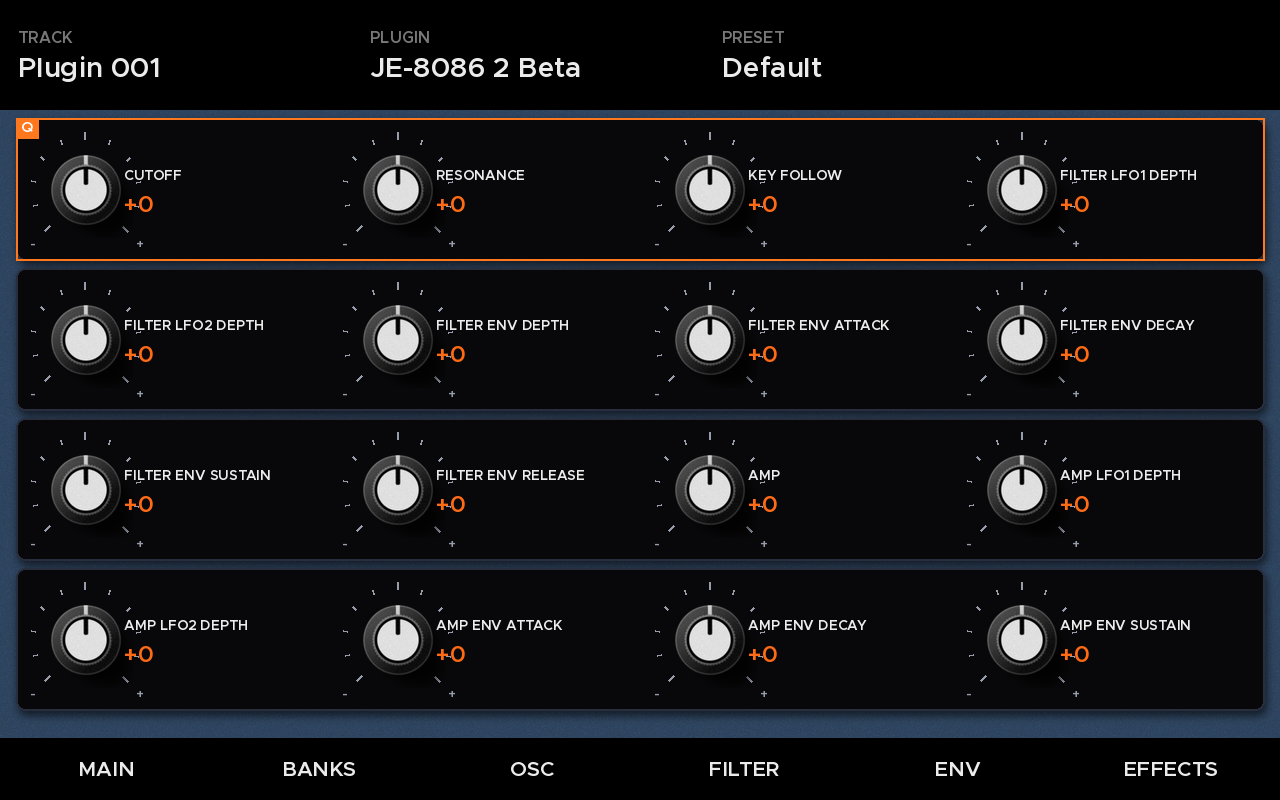 TRACK PLUGIN PRESET
Plugin 001 JE-8086 2 Beta Default
Q
CUTOFF RESONANCE KEY FOLLOW FILTER LFO1 DEPTH
+0 +0 +0 +0
- + - + - + - +
FILTER LFO2 DEPTH FILTER ENV DEPTH FILTER ENV ATTACK FILTER ENV DECAY
+0 +0 +0 +0
- + - + - + - +
FILTER ENV SUSTAIN FILTER ENV RELEASE AMP AMP LFO1 DEPTH
+0 +0 +0 +0
- + - + - + - +
AMP LFO2 DEPTH AMP ENV ATTACK AMP ENV DECAY AMP ENV SUSTAIN
+0 +0 +0 +0
- + - + - + - +
MAIN BANKS OSC FILTER ENV EFFECTS